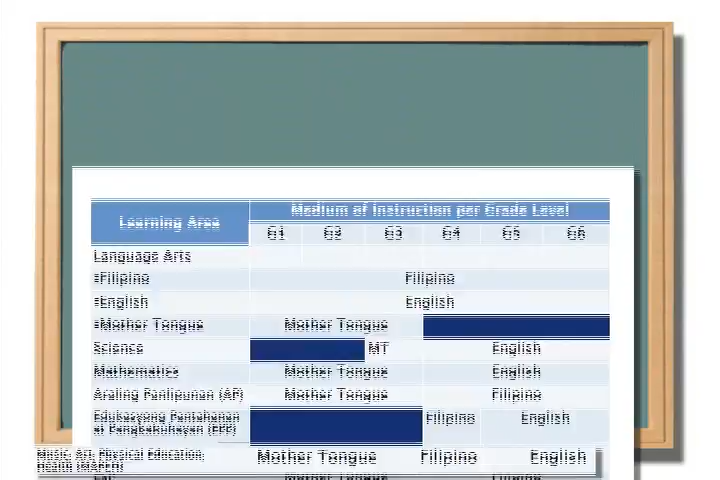 Learning Area
Medium of Instruction per Grade Level
G1 G2 G3 G4 G5 G6
Language Arts
▪Filipino Filipino
▪English English
▪Mother Tongue Mother Tongue
Science MT English
Mathematics Mother Tongue English
Araling Panlipunan (AP) Mother Tongue Filipino
Edukasyong Pantahanan Filipino English
at Pangkabuhayan (EPP)
Music, Art, Physical Education, Mother Tongue Filipino English
Health (MAPEH)
Mother Tongue Filipino